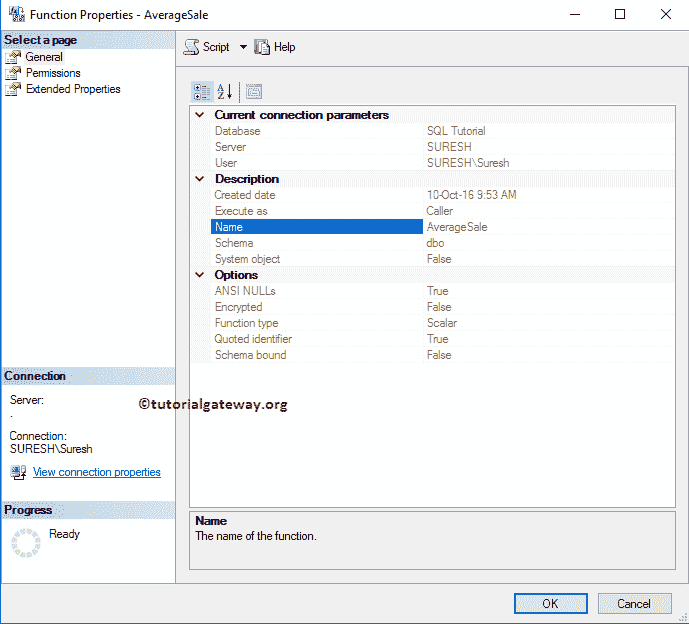 Function Properties - AverageSale
Select a page
General
Permissions
Extended Properties
Script
Help
Current connection parameters
Database SQL Tutorial
Server SURESH
User SURESH\Suresh
Description
Created date 10-Oct-16 9:53 AM
Execute as Caller
Name AverageSale
Schema dbo
System object False
Options
ANSI NULLs True
Encrypted False
Function type Scalar
Quoted identifier True
Schema bound False
Connection
Server:
.
Connection:
SURESH\Suresh
View connection properties
©tutorialgateway.org
Progress
Ready
Name
The name of the function.
OK
Cancel